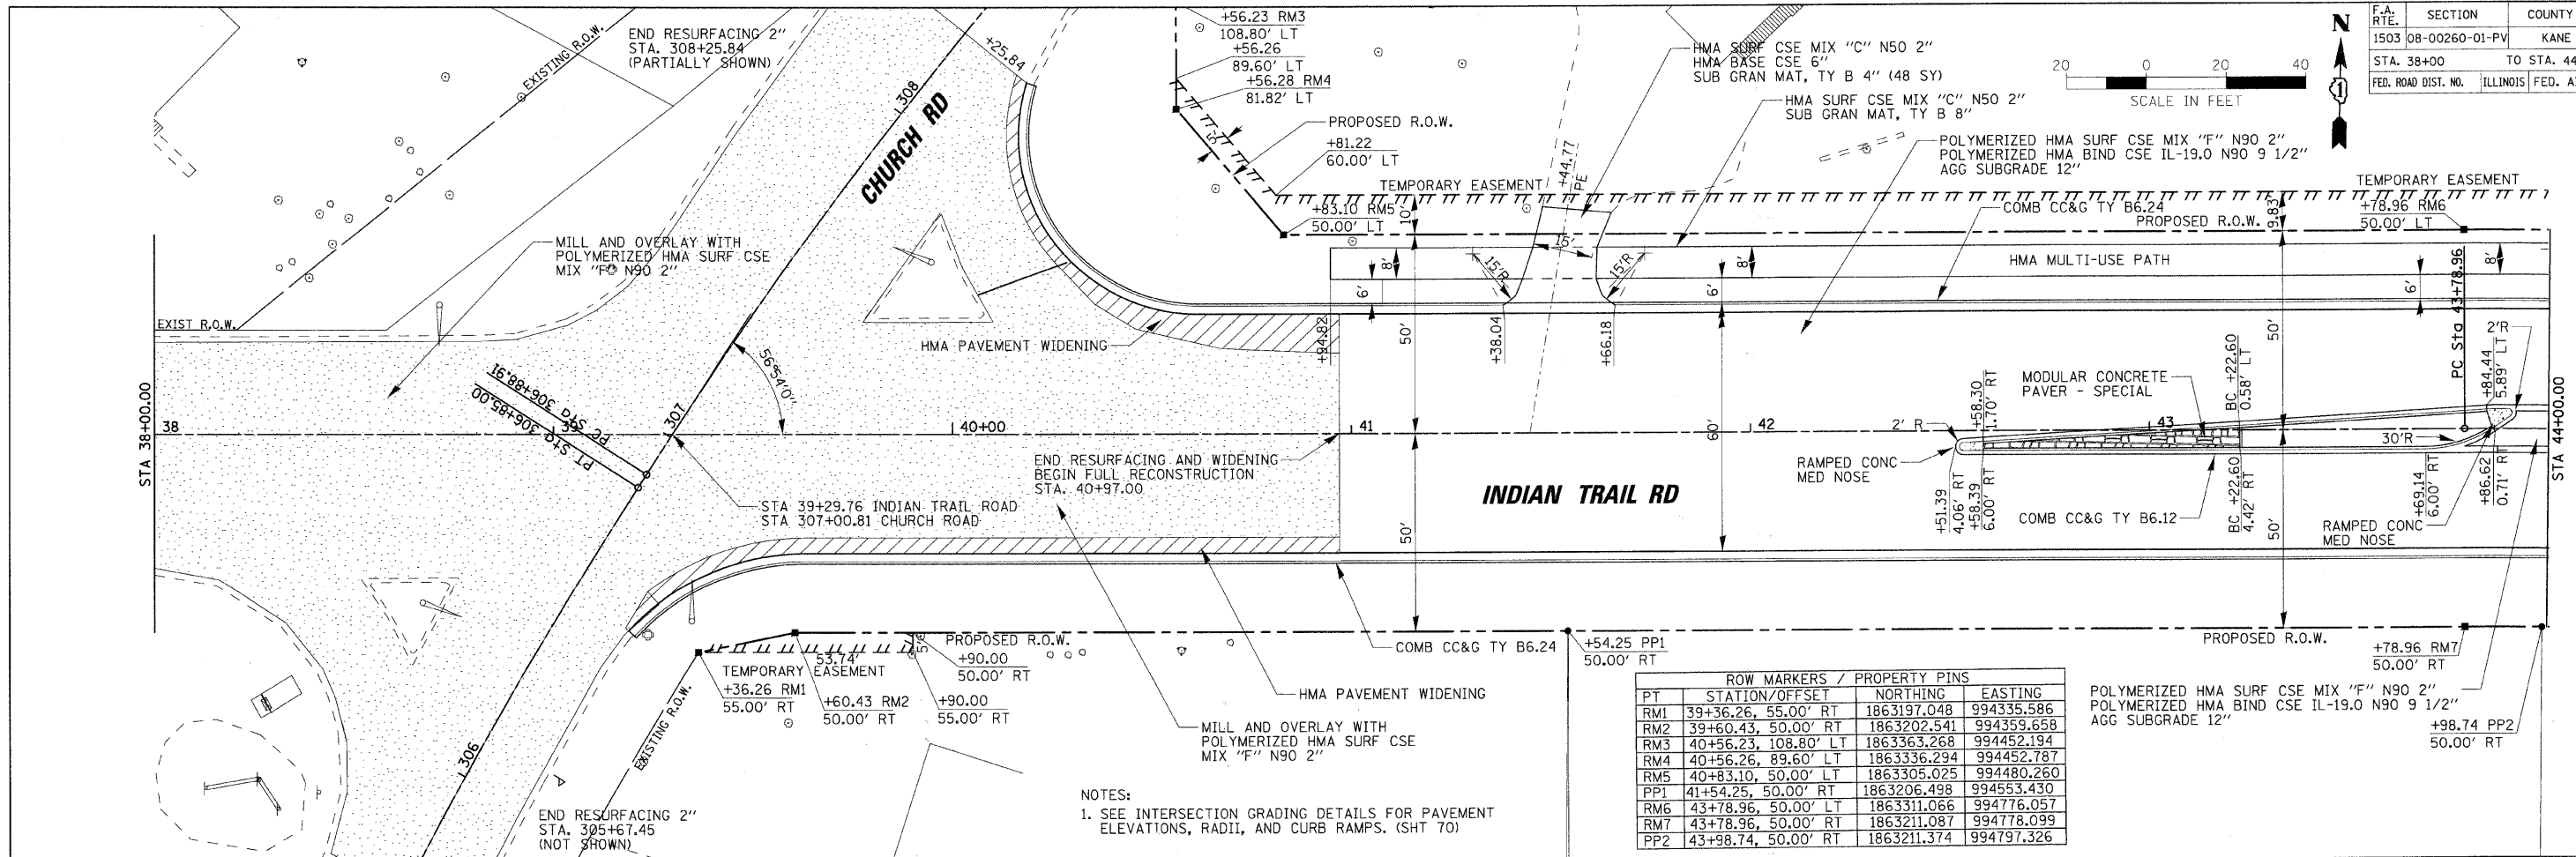 F.A. RTE. SECTION COUNTY
1503 08-00260-01-PV KANE
STA. 38+00 TO STA. 44
FED. ROAD DIST. NO. ILLINOIS FED. A
N
1
20 0 20 40
SCALE IN FEET
EXISTING R.O.W.
END RESURFACING 2"
STA. 308+25.84
(PARTIALLY SHOWN)
+25.84
308
CHURCH RD
+56.23 RM3
108.80' LT
+56.26
89.60' LT
+56.28 RM4
81.82' LT
5'
PROPOSED R.O.W.
+81.22
60.00' LT
TEMPORARY EASEMENT
+83.10 RM5
50.00' LT
10'
+44.77
PE
HMA SURF CSE MIX "C" N50 2"
HMA BASE CSE 6"
SUB GRAN MAT, TY B 4" (48 SY)
HMA SURF CSE MIX "C" N50 2"
SUB GRAN MAT, TY B 8"
POLYMERIZED HMA SURF CSE MIX "F" N90 2"
POLYMERIZED HMA BIND CSE IL-19.0 N90 9 1/2"
AGG SUBGRADE 12"
TEMPORARY EASEMENT
COMB CC&G TY B6.24
PROPOSED R.O.W.
9.83'
+78.96 RM6
50.00' LT
MILL AND OVERLAY WITH
POLYMERIZED HMA SURF CSE
MIX "F" N90 2"
EXIST R.O.W.
8'
15'R
16'
15'R
8'
HMA MULTI-USE PATH
8'
6'
6'
6'
PC Sta 43+78.96
HMA PAVEMENT WIDENING
+94.82
50'
+38.04
+66.18
50'
2'R
56°54'0"
STA 38+00.00
38
PC Sta 306+88.91
PT Sta 306+85.00
39
307
40+00
41
42
43
60'
MODULAR CONCRETE
PAVER - SPECIAL
+58.30
1.70' RT
BC +22.60
0.58' LT
+84.44
5.89' LT
STA 44+00.00
2' R
30'R
END RESURFACING AND WIDENING
BEGIN FULL RECONSTRUCTION
STA. 40+97.00
INDIAN TRAIL RD
RAMPED CONC
MED NOSE
STA 39+29.76 INDIAN TRAIL ROAD
STA 307+00.81 CHURCH ROAD
50'
+51.39
4.06' RT
+58.39
6.00' RT
COMB CC&G TY B6.12
BC +22.60
4.42' RT
50'
+69.14
6.00' RT
+86.62
0.71' RT
RAMPED CONC
MED NOSE
53.74'
5'
TEMPORARY EASEMENT
PROPOSED R.O.W.
+90.00
50.00' RT
+36.26 RM1
55.00' RT
+60.43 RM2
50.00' RT
+90.00
55.00' RT
COMB CC&G TY B6.24
HMA PAVEMENT WIDENING
MILL AND OVERLAY WITH
POLYMERIZED HMA SURF CSE
MIX "F" N90 2"
+54.25 PP1
50.00' RT
PROPOSED R.O.W.
+78.96 RM7
50.00' RT
POLYMERIZED HMA SURF CSE MIX "F" N90 2"
POLYMERIZED HMA BIND CSE IL-19.0 N90 9 1/2"
AGG SUBGRADE 12"
+98.74 PP2
50.00' RT
EXISTING R.O.W.
306
END RESURFACING 2"
STA. 305+67.45
(NOT SHOWN)
NOTES:
1. SEE INTERSECTION GRADING DETAILS FOR PAVEMENT
ELEVATIONS, RADII, AND CURB RAMPS. (SHT 70)
ROW MARKERS / PROPERTY PINS
PT STATION/OFFSET NORTHING EASTING
RM1 39+36.26, 55.00' RT 1863197.048 994335.586
RM2 39+60.43, 50.00' RT 1863202.541 994359.658
RM3 40+56.23, 108.80' LT 1863363.268 994452.194
RM4 40+56.26, 89.60' LT 1863336.294 994452.787
RM5 40+83.10, 50.00' LT 1863305.025 994480.260
PP1 41+54.25, 50.00' RT 1863206.498 994553.430
RM6 43+78.96, 50.00' LT 1863311.066 994776.057
RM7 43+78.96, 50.00' RT 1863211.087 994778.099
PP2 43+98.74, 50.00' RT 1863211.374 994797.326